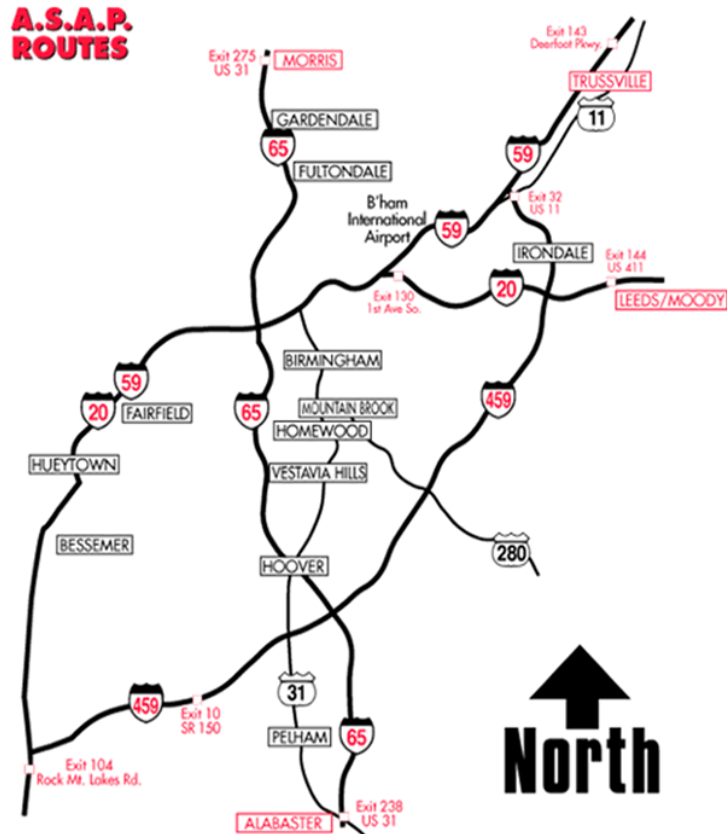 A.S.A.P.
ROUTES
Exit 275
US 31
MORRIS
Exit 143
Deerfoot Pkwy.
TRUSSVILLE
11
GARDENDALE
65
FULTONDALE
59
B'ham
International
Airport
59
Exit 32
US 11
IRONDALE
Exit 144
US 411
Exit 130
1st Ave So.
20
LEEDS/MOODY
BIRMINGHAM
59
20
FAIRFIELD
65
MOUNTAIN BROOK
459
HOMEWOOD
HUEYTOWN
VESTAVIA HILLS
BESSEMER
280
HOOVER
31
459
Exit 10
SR 150
PELHAM
65
North
Exit 104
Rock Mt. Lakes Rd.
Exit 238
US 31
ALABASTER